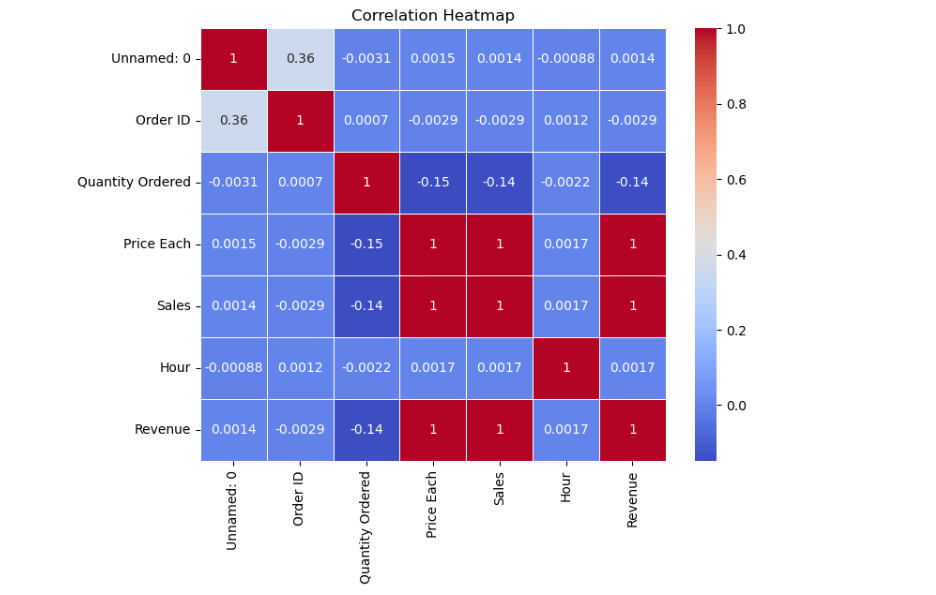 Correlation Heatmap
Unnamed: 0 1 0.36 -0.0031 0.0015 0.0014 -0.00088 0.0014
Order ID 0.36 1 0.0007 -0.0029 -0.0029 0.0012 -0.0029
Quantity Ordered -0.0031 0.0007 1 -0.15 -0.14 -0.0022 -0.14
Price Each 0.0015 -0.0029 -0.15 1 1 0.0017 1
Sales 0.0014 -0.0029 -0.14 1 1 0.0017 1
Hour -0.00088 0.0012 -0.0022 0.0017 0.0017 1 0.0017
Revenue 0.0014 -0.0029 -0.14 1 1 0.0017 1
Unnamed: 0
Order ID
Quantity Ordered
Price Each
Sales
Hour
Revenue
1.0
0.8
0.6
0.4
0.2
0.0